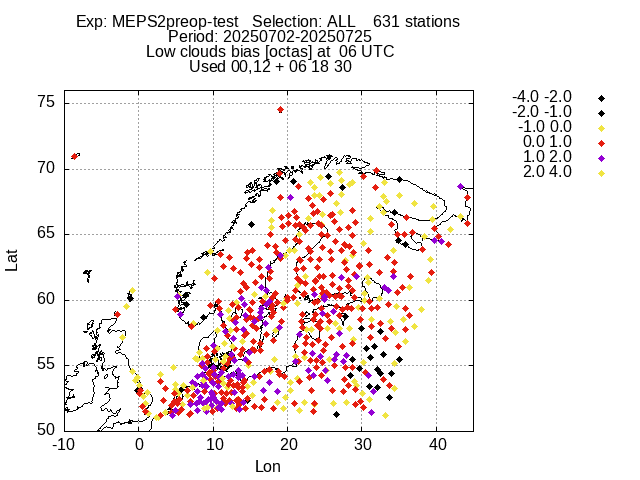 Exp: MEPS2preop-test Selection: ALL 631 stations
Period: 20250702-20250725
Low clouds bias [octas] at 06 UTC
Used 00,12 + 06 18 30
-4.0 -2.0
-2.0 -1.0
-1.0 0.0
0.0 1.0
1.0 2.0
2.0 4.0
75
70
65
60
55
50
Lat
-10 0 10 20 30 40
Lon